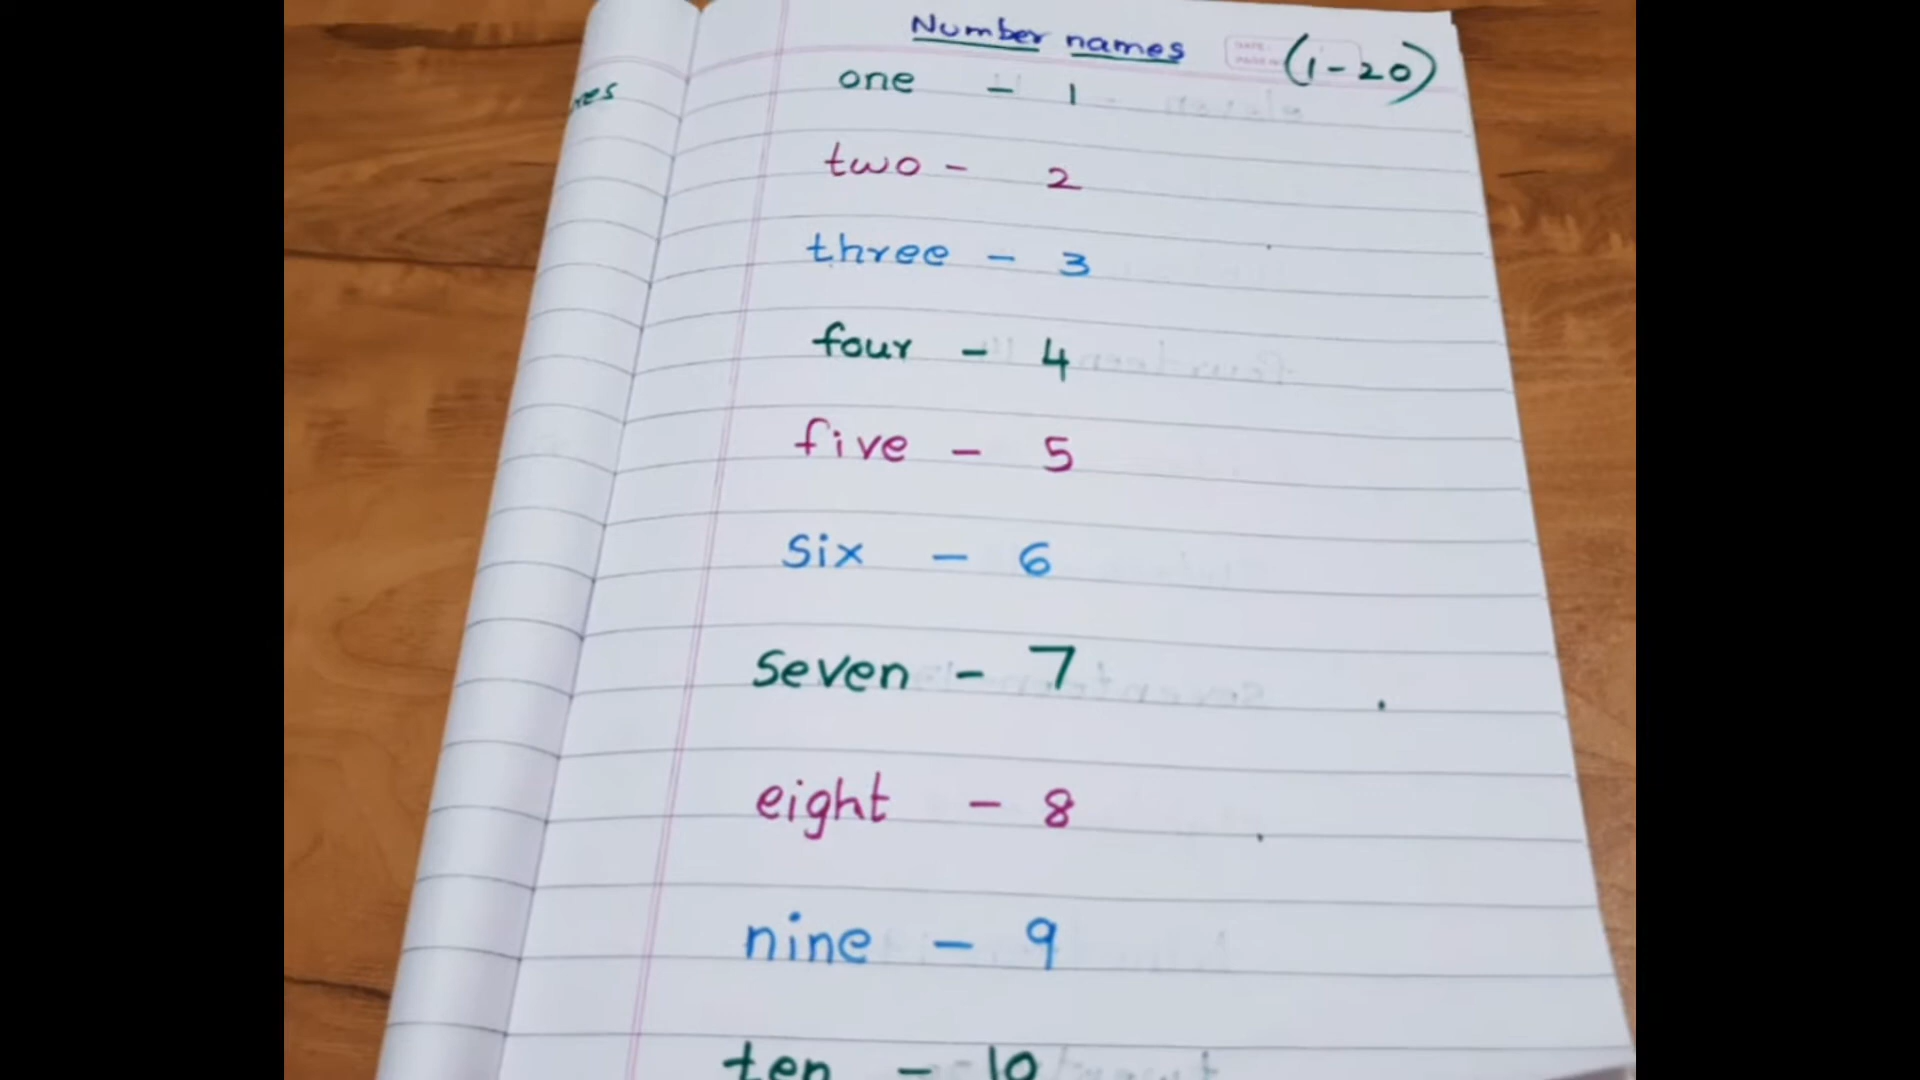 Number names (1-20)
one - 1
two - 2
three - 3
four - 4
five - 5
six - 6
seven - 7
eight - 8
nine - 9
ten - 10